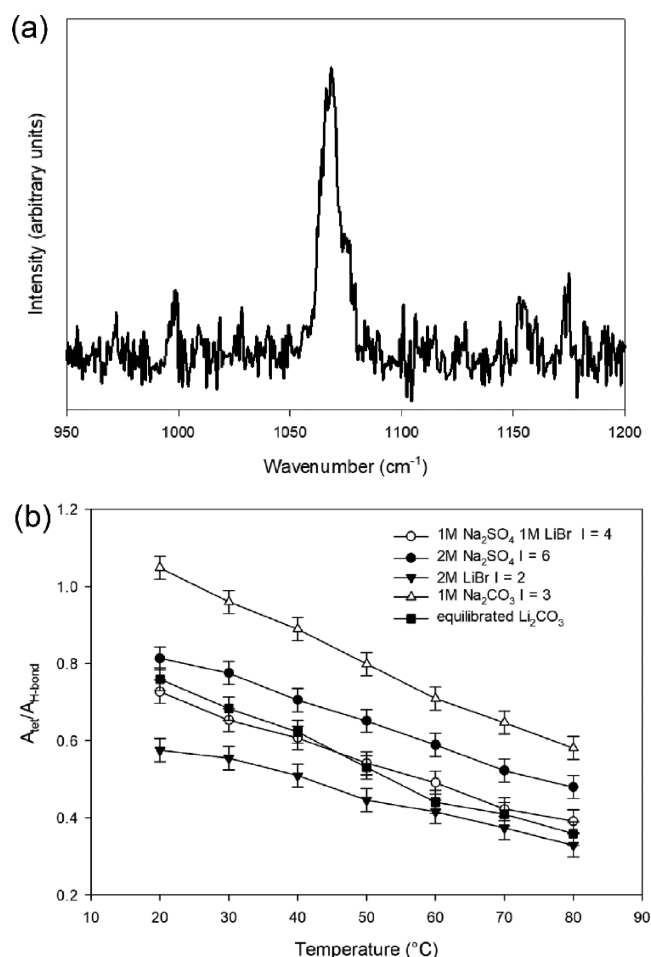 (a)
Intensity (arbitrary units)
950
1000
1050
1100
1150
1200
Wavenumber (cm⁻¹)
(b)
1.2
1.0
0.8
0.6
0.4
0.2
A_tet/A_H-bond
1M Na₂SO₄ 1M LiBr I = 4
2M Na₂SO₄ I = 6
2M LiBr I = 2
1M Na₂CO₃ I = 3
equilibrated Li₂CO₃
10
20
30
40
50
60
70
80
90
Temperature (°C)